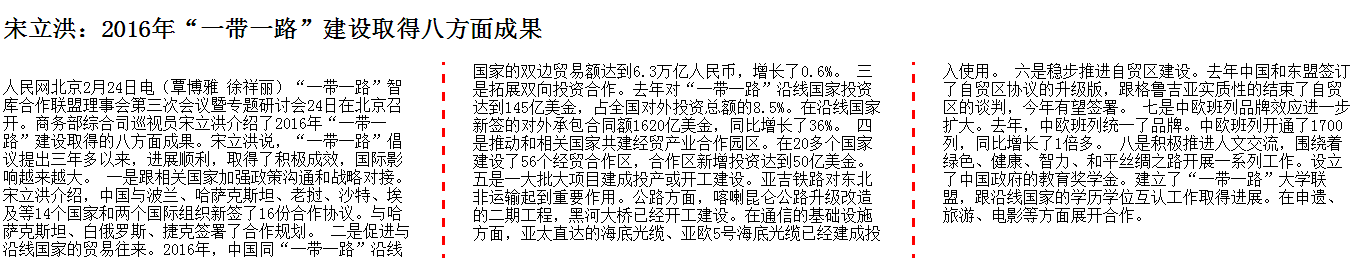 宋立洪：2016年“一带一路”建设取得八方面成果
人民网北京2月24日电（覃博雅 徐祥丽）“一带一路”智
库合作联盟理事会第三次会议暨专题研讨会24日在北京召
开。商务部综合司巡视员宋立洪介绍了2016年“一带一
路”建设取得的八方面成果。宋立洪说，“一带一路”倡
议提出三年多以来，进展顺利，取得了积极成效，国际影
响越来越大。 一是跟相关国家加强政策沟通和战略对接。
宋立洪介绍，中国与波兰、哈萨克斯坦、老挝、沙特、埃
及等14个国家和两个国际组织新签了16份合作协议。与哈
萨克斯坦、白俄罗斯、捷克签署了合作规划。 二是促进与
沿线国家的贸易往来。2016年，中国同“一带一路”沿线
国家的双边贸易额达到6.3万亿人民币，增长了0.6%。 三
是拓展双向投资合作。去年对“一带一路”沿线国家投资
达到145亿美金，占全国对外投资总额的8.5%。在沿线国家
新签的对外承包合同额1620亿美金，同比增长了36%。 四
是推动和相关国家共建经贸产业合作园区。在20多个国家
建设了56个经贸合作区，合作区新增投资达到50亿美金。
五是一大批大项目建成投产或开工建设。亚吉铁路对东北
非运输起到重要作用。公路方面，喀喇昆仑公路升级改造
的二期工程，黑河大桥已经开工建设。在通信的基础设施
方面，亚太直达的海底光缆、亚欧5号海底光缆已经建成投
入使用。 六是稳步推进自贸区建设。去年中国和东盟签订
了自贸区协议的升级版，跟格鲁吉亚实质性的结束了自贸
区的谈判，今年有望签署。 七是中欧班列品牌效应进一步
扩大。去年，中欧班列统一了品牌。中欧班列开通了1700
列，同比增长了1倍多。 八是积极推进人文交流，围绕着
绿色、健康、智力、和平丝绸之路开展一系列工作。设立
了中国政府的教育奖学金。建立了“一带一路”大学联
盟，跟沿线国家的学历学位互认工作取得进展。在申遗、
旅游、电影等方面展开合作。